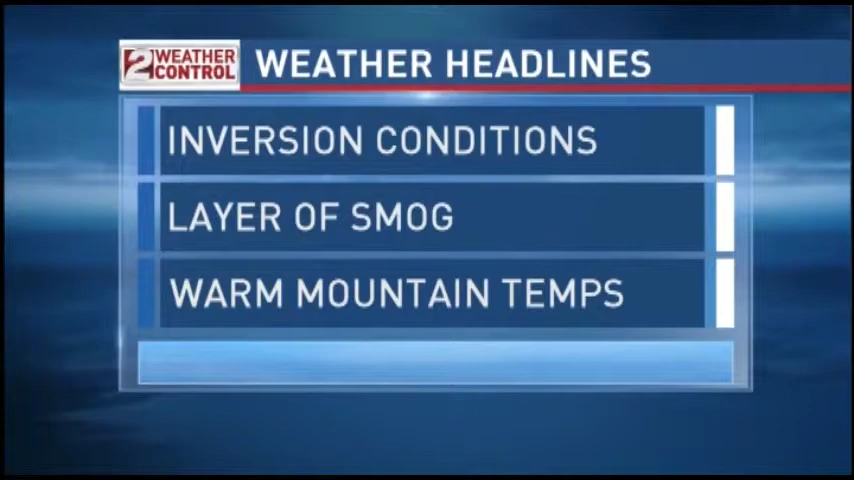 2 WEATHER CONTROL
WEATHER HEADLINES
INVERSION CONDITIONS
LAYER OF SMOG
WARM MOUNTAIN TEMPS